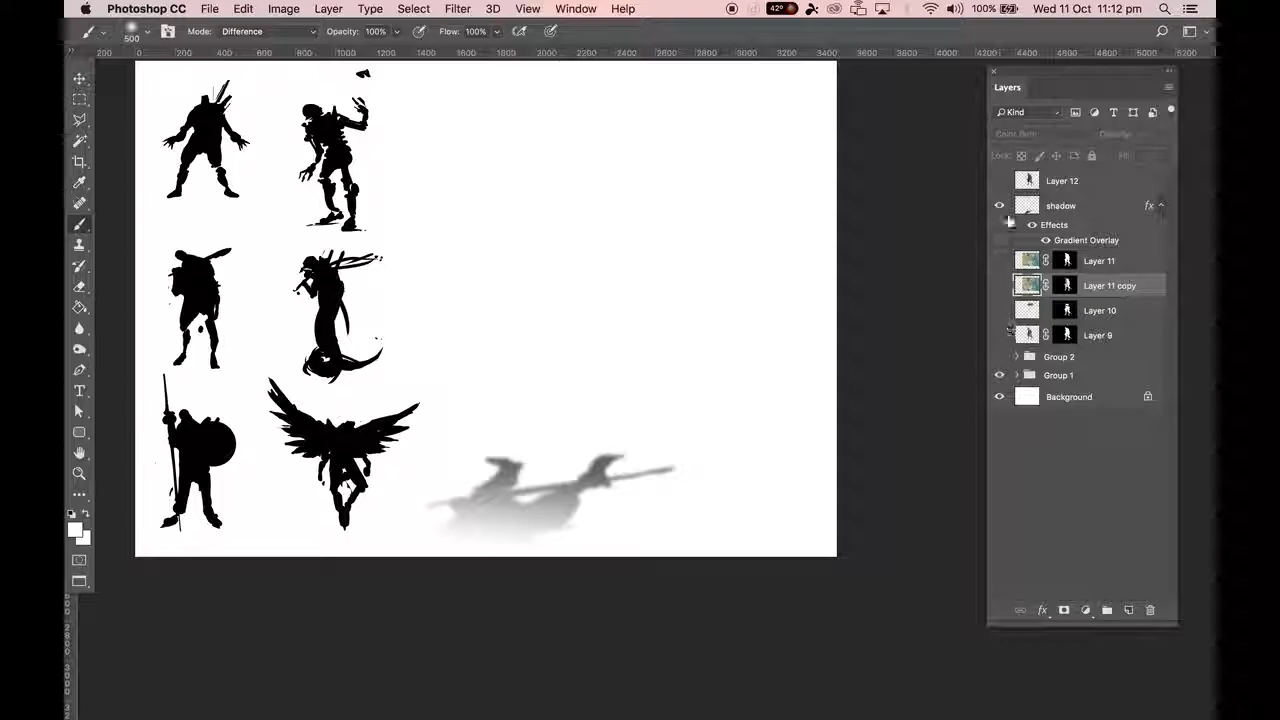 Photoshop CC File Edit Image Layer Type Select Filter 3D View Window Help 42° 100% Wed 11 Oct 11:12 pm
500 Mode: Difference Opacity: 100% Flow: 100%
200 0 200 400 600 800 1000 1200 1400 1600 1800 2000 2200 2400 2600 2800 3000 3200 3400 3600 3800 4000 4200 4400 4600 4800 5000 5200
Layers
Kind
Color Burn Opacity:
Lock: Fill:
Layer 12
shadow fx
Effects
Gradient Overlay
Layer 11
Layer 11 copy
Layer 10
Layer 9
Group 2
Group 1
Background
fx